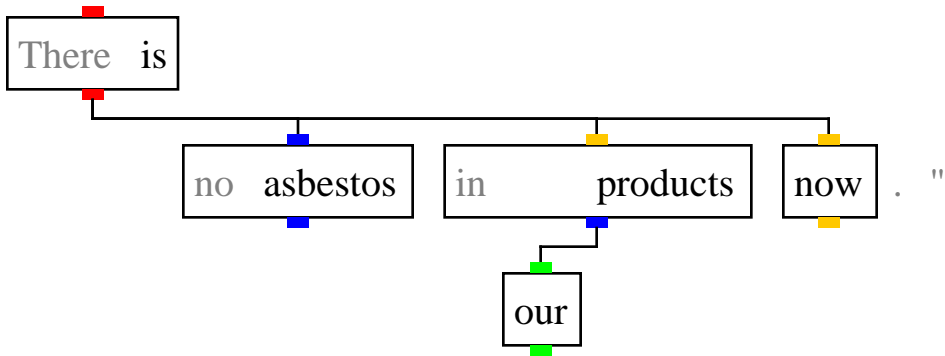 There is
no asbestos in products now . "
our